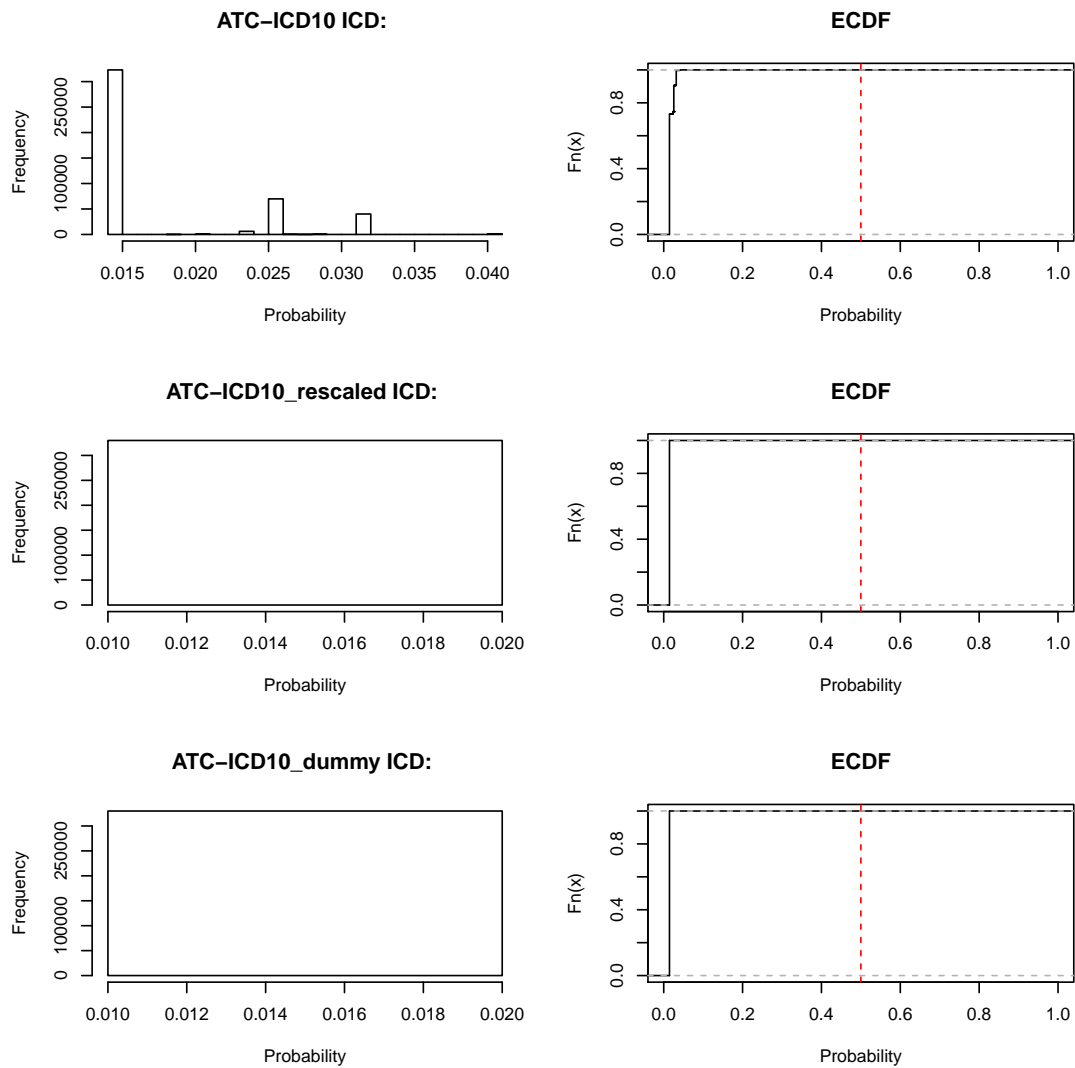 ATC−ICD10 ICD:
Frequency
0 100000 250000
0.015 0.020 0.025 0.030 0.035 0.040
Probability
ECDF
Fn(x)
0.0 0.4 0.8
0.0 0.2 0.4 0.6 0.8 1.0
Probability
ATC−ICD10_rescaled ICD:
Frequency
0 100000 250000
0.010 0.012 0.014 0.016 0.018 0.020
Probability
ECDF
Fn(x)
0.0 0.4 0.8
0.0 0.2 0.4 0.6 0.8 1.0
Probability
ATC−ICD10_dummy ICD:
Frequency
0 100000 250000
0.010 0.012 0.014 0.016 0.018 0.020
Probability
ECDF
Fn(x)
0.0 0.4 0.8
0.0 0.2 0.4 0.6 0.8 1.0
Probability